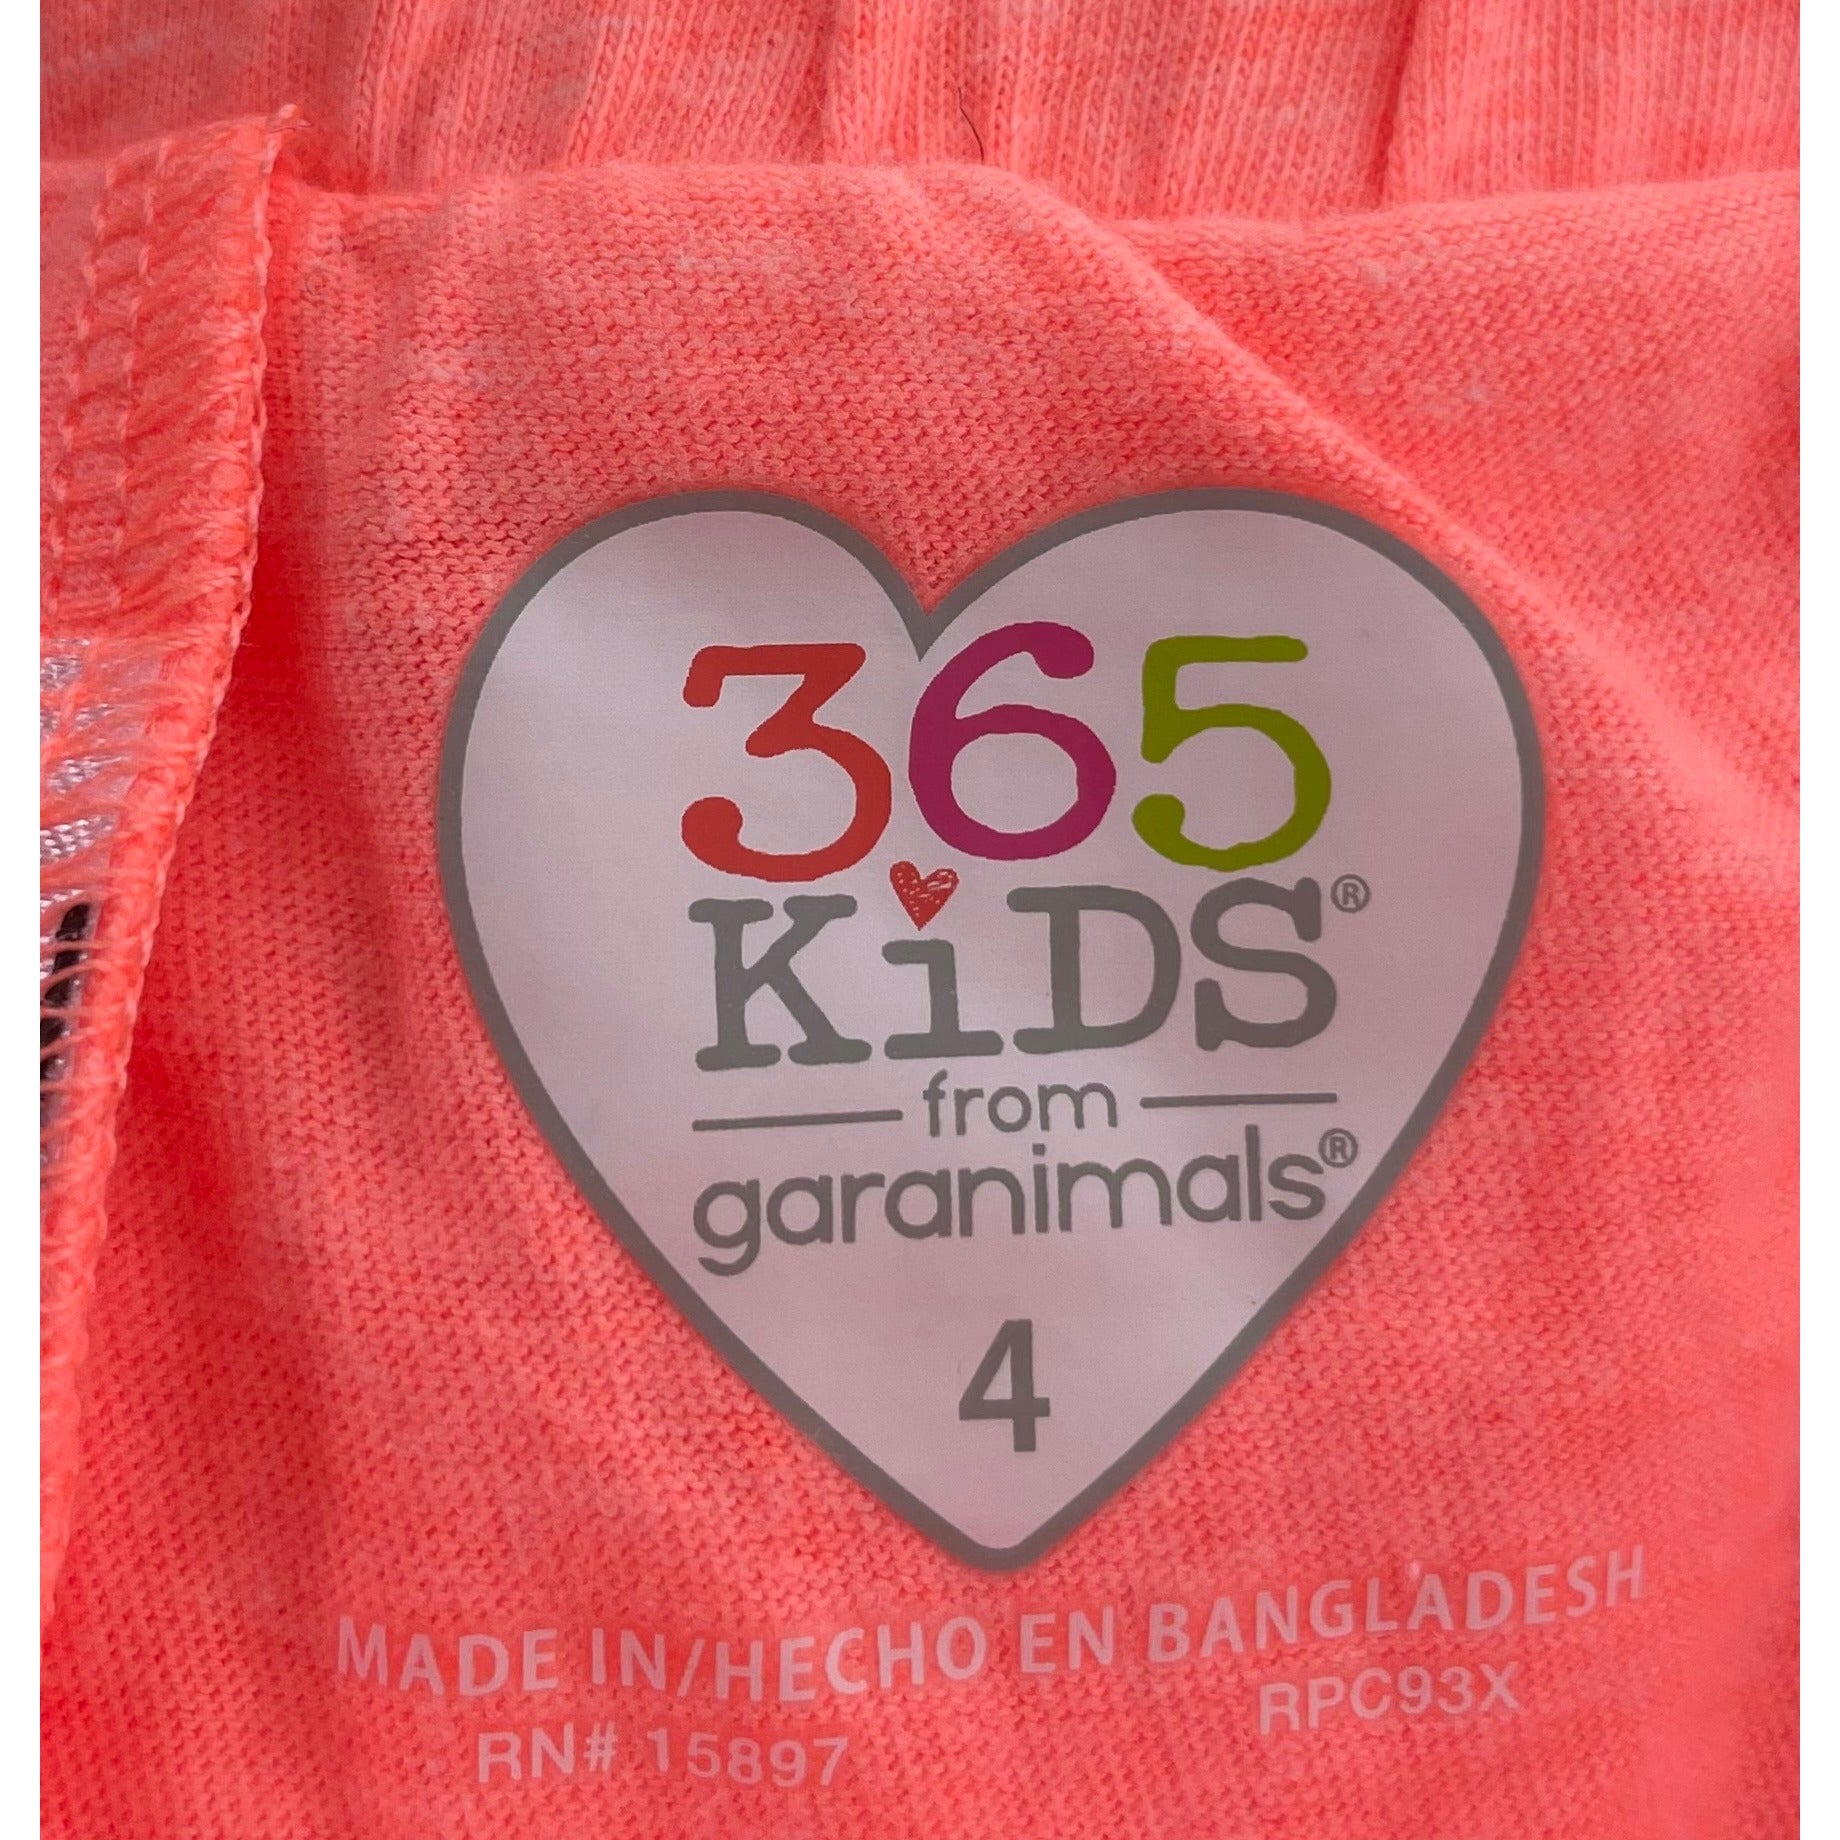 365
KiDS®
from
garanimals®
4
MADE IN/HECHO EN BANGLADESH
RN# 15897
RPC93X